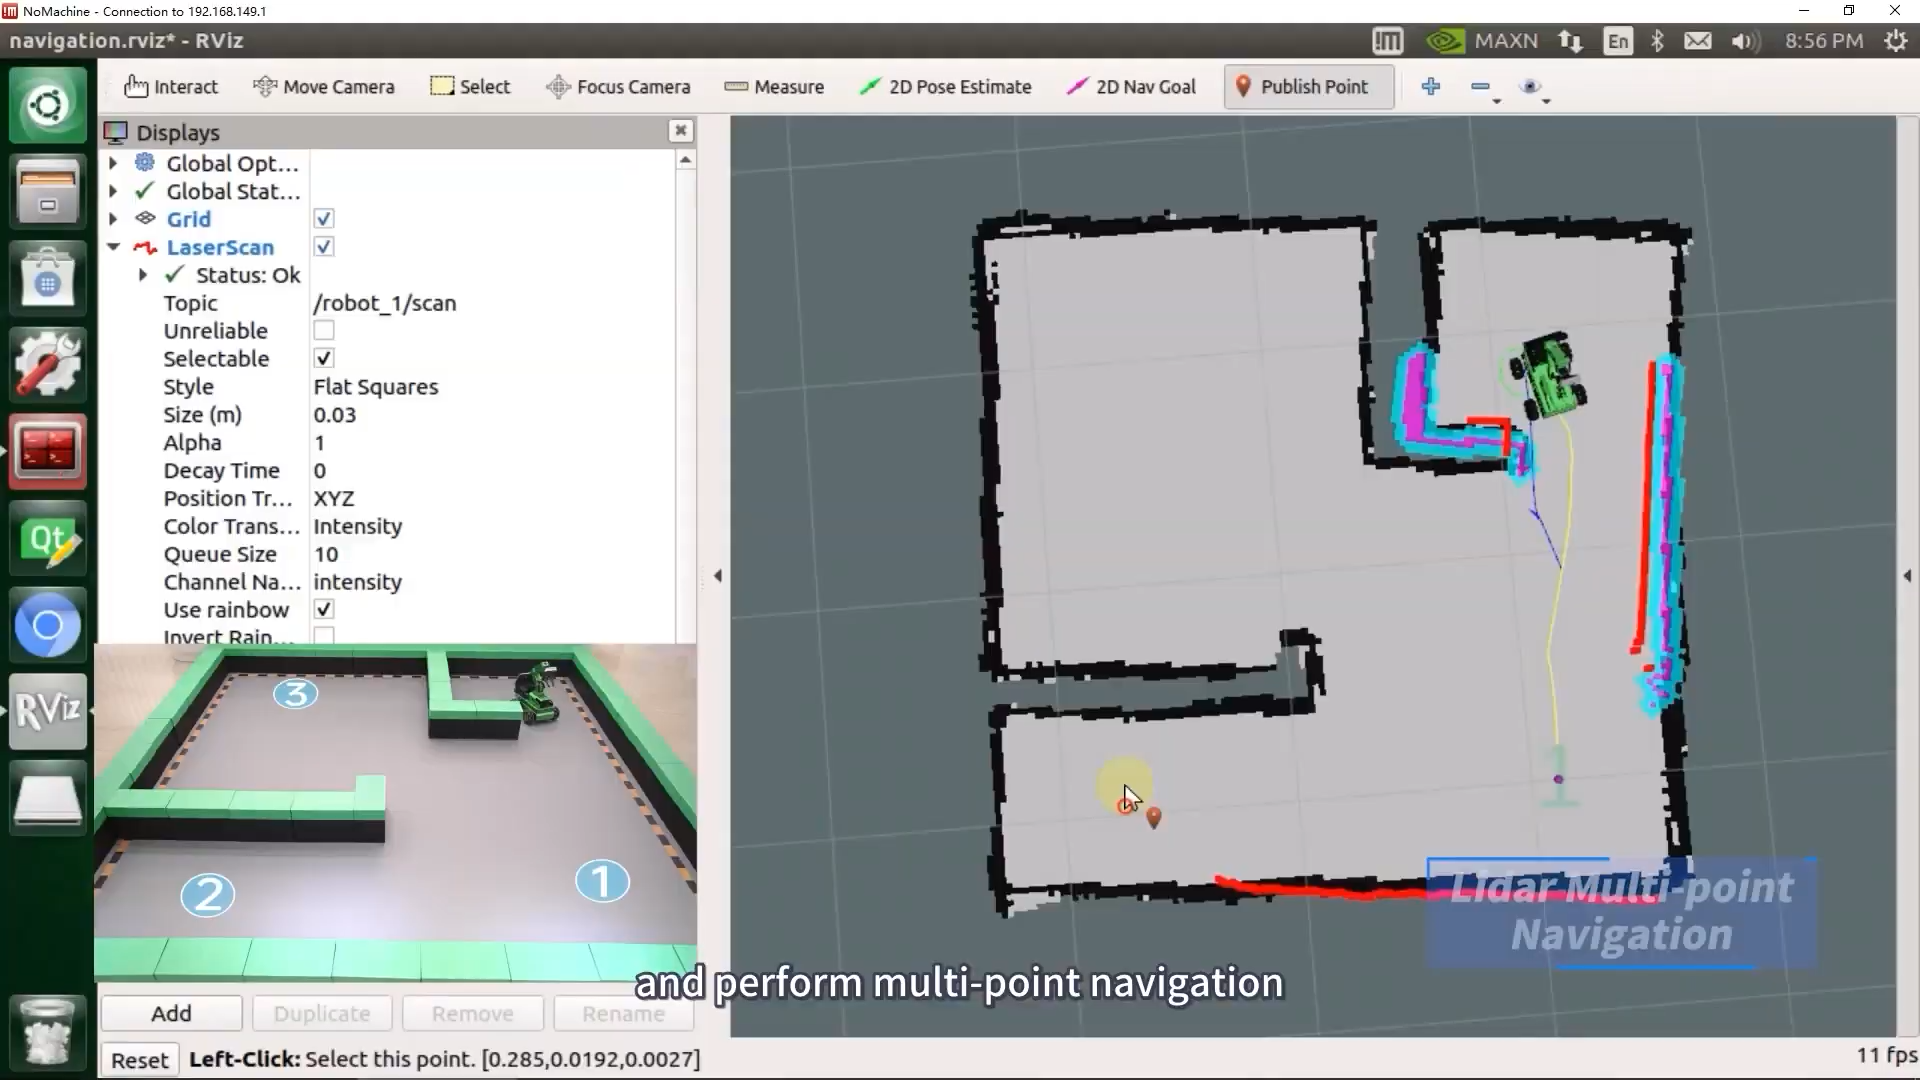 NoMachine - Connection to 192.168.149.1
navigation.rviz* - RViz
MAXN
En
8:56 PM
Interact
Move Camera
Select
Focus Camera
Measure
2D Pose Estimate
2D Nav Goal
Publish Point
Displays
Global Opt...
Global Stat...
Grid
LaserScan
Status: Ok
Topic /robot_1/scan
Unreliable
Selectable
Style Flat Squares
Size (m) 0.03
Alpha 1
Decay Time 0
Position Tr... XYZ
Color Trans... Intensity
Queue Size 10
Channel Na... intensity
Use rainbow
Invert Rain...
Qt
RViz
3
2
1
1
Lidar Multi-point
Navigation
and perform multi-point navigation
Add
Duplicate
Remove
Rename
Reset
Left-Click: Select this point. [0.285,0.0192,0.0027]
11 fps